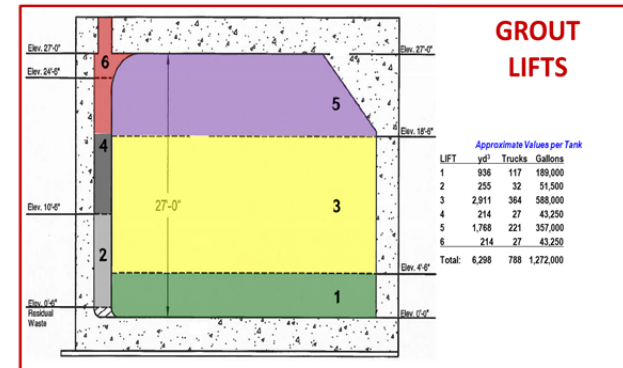 GROUT
LIFTS
Elev. 27'-0"
Elev. 24'-6"
Elev. 10'-6"
Elev. 0'-6"
Residual
Waste
6
4
2
5
3
1
27'-0"
Elev. 27'-0"
Elev. 18'-6"
Elev. 4'-6"
Elev. 0'-0"
Approximate Values per Tank
LIFT yd³ Trucks Gallons
1 936 117 189,000
2 255 32 51,500
3 2,911 364 588,000
4 214 27 43,250
5 1,768 221 357,000
6 214 27 43,250
Total: 6,298 788 1,272,000